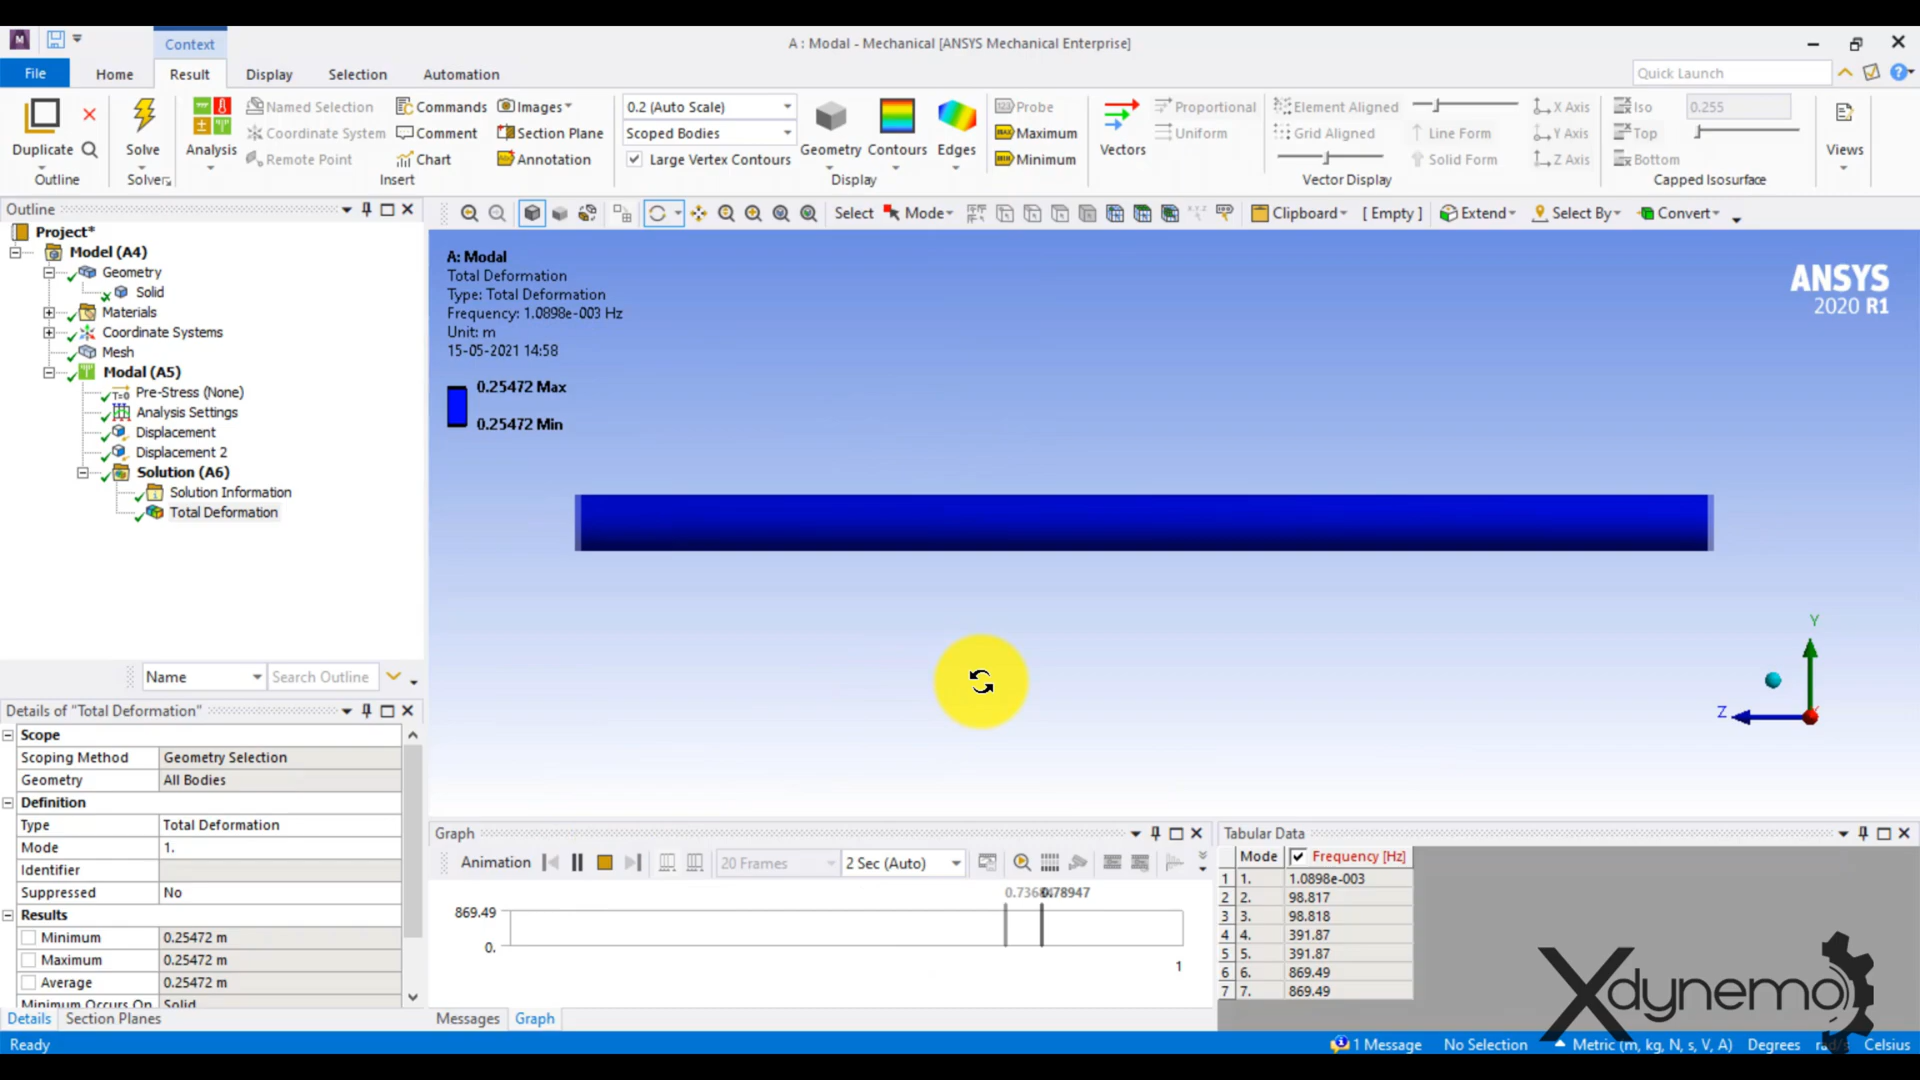 Context
A : Modal - Mechanical [ANSYS Mechanical Enterprise]
File Home Result Display Selection Automation
Quick Launch
Duplicate
Outline
Solve
Solver
Analysis
Named Selection
Coordinate System
Remote Point
Commands
Comment
Chart
Images
Section Plane
Annotation
Insert
0.2 (Auto Scale)
Scoped Bodies
Large Vertex Contours
Geometry
Contours
Edges
Probe
Maximum
Minimum
Display
Vectors
Proportional
Uniform
Element Aligned
Grid Aligned
Line Form
Solid Form
X Axis
Y Axis
Z Axis
Vector Display
Iso
Top
Bottom
0.255
Capped Isosurface
Views
Outline
Select Mode Clipboard [ Empty ] Extend Select By Convert
Project*
Model (A4)
Geometry
Solid
Materials
Coordinate Systems
Mesh
Modal (A5)
Pre-Stress (None)
Analysis Settings
Displacement
Displacement 2
Solution (A6)
Solution Information
Total Deformation
Name Search Outline
A: Modal
Total Deformation
Type: Total Deformation
Frequency: 1.0898e-003 Hz
Unit: m
15-05-2021 14:58
0.25472 Max
0.25472 Min
ANSYS
2020 R1
Y
Z
Details of "Total Deformation"
Scope
Scoping Method Geometry Selection
Geometry All Bodies
Definition
Type Total Deformation
Mode 1.
Identifier
Suppressed No
Results
Minimum 0.25472 m
Maximum 0.25472 m
Average 0.25472 m
Minimum Occurs On Solid
Details Section Planes
Graph
Animation 20 Frames 2 Sec (Auto)
0.78947
869.49
0.
1
Messages Graph
Tabular Data
Mode Frequency [Hz]
1 1. 1.0898e-003
2 2. 98.817
3 3. 98.818
4 4. 391.87
5 5. 391.87
6 6. 869.49
7 7. 869.49
Xdynemo
Ready
1 Message No Selection Metric (m, kg, N, s, V, A) Degrees rad/s Celsius